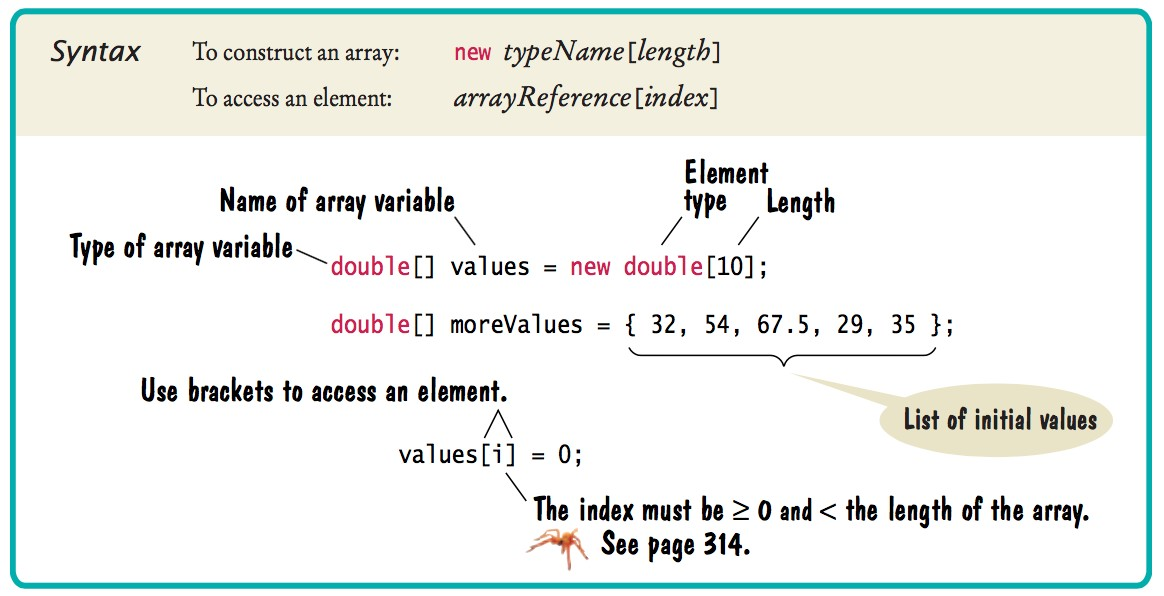 Syntax To construct an array: new typeName[length]
To access an element: arrayReference[index]
Element
type
Name of array variable
Length
Type of array variable
double[] values = new double[10];
double[] moreValues = { 32, 54, 67.5, 29, 35 };
Use brackets to access an element.
List of initial values
values[i] = 0;
The index must be ≥ 0 and < the length of the array.
See page 314.